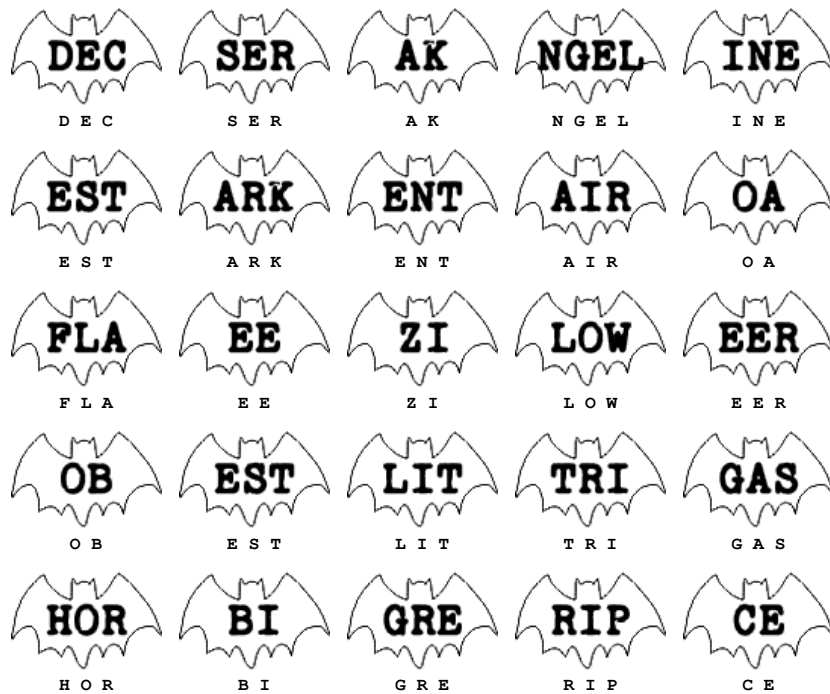 DEC SER AK NGEL INE
D E C S E R A K N G E L I N E
EST ARK ENT AIR OA
E S T A R K E N T A I R O A
FLA EE ZI LOW EER
F L A E E Z I L O W E E R
OB EST LIT TRI GAS
O B E S T L I T T R I G A S
HOR BI GRE RIP CE
H O R B I G R E R I P C E